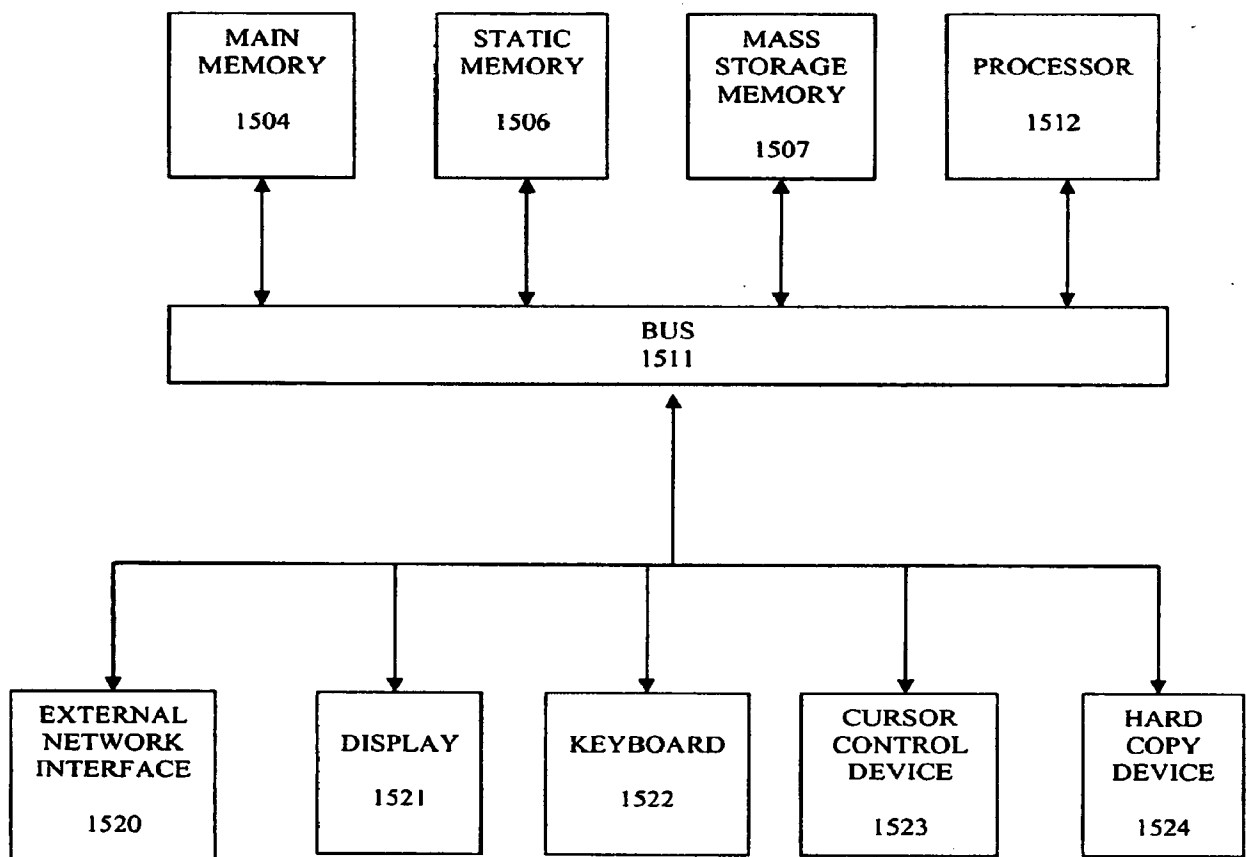 MAIN
MEMORY
1504
STATIC
MEMORY
1506
MASS
STORAGE
MEMORY
1507
PROCESSOR
1512
BUS
1511
EXTERNAL
NETWORK
INTERFACE
1520
DISPLAY
1521
KEYBOARD
1522
CURSOR
CONTROL
DEVICE
1523
HARD
COPY
DEVICE
1524